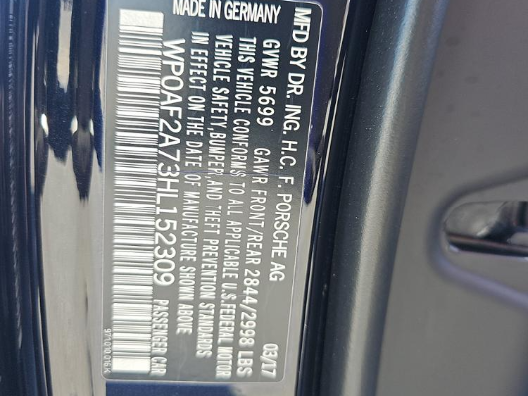 MFD BY DR. ING. H.C. F. PORSCHE AG 03/17
GVWR 5699 GAWR FRONT/REAR 2844/2998 LBS
THIS VEHICLE CONFORMS TO ALL APPLICABLE U.S.FEDERAL MOTOR
VEHICLE SAFETY,BUMPER, AND THEFT PREVENTION STANDARDS
IN EFFECT ON THE DATE OF MANUFACTURE SHOWN ABOVE
WP0AF2A73HL152309 PASSENGER CAR
MADE IN GERMANY